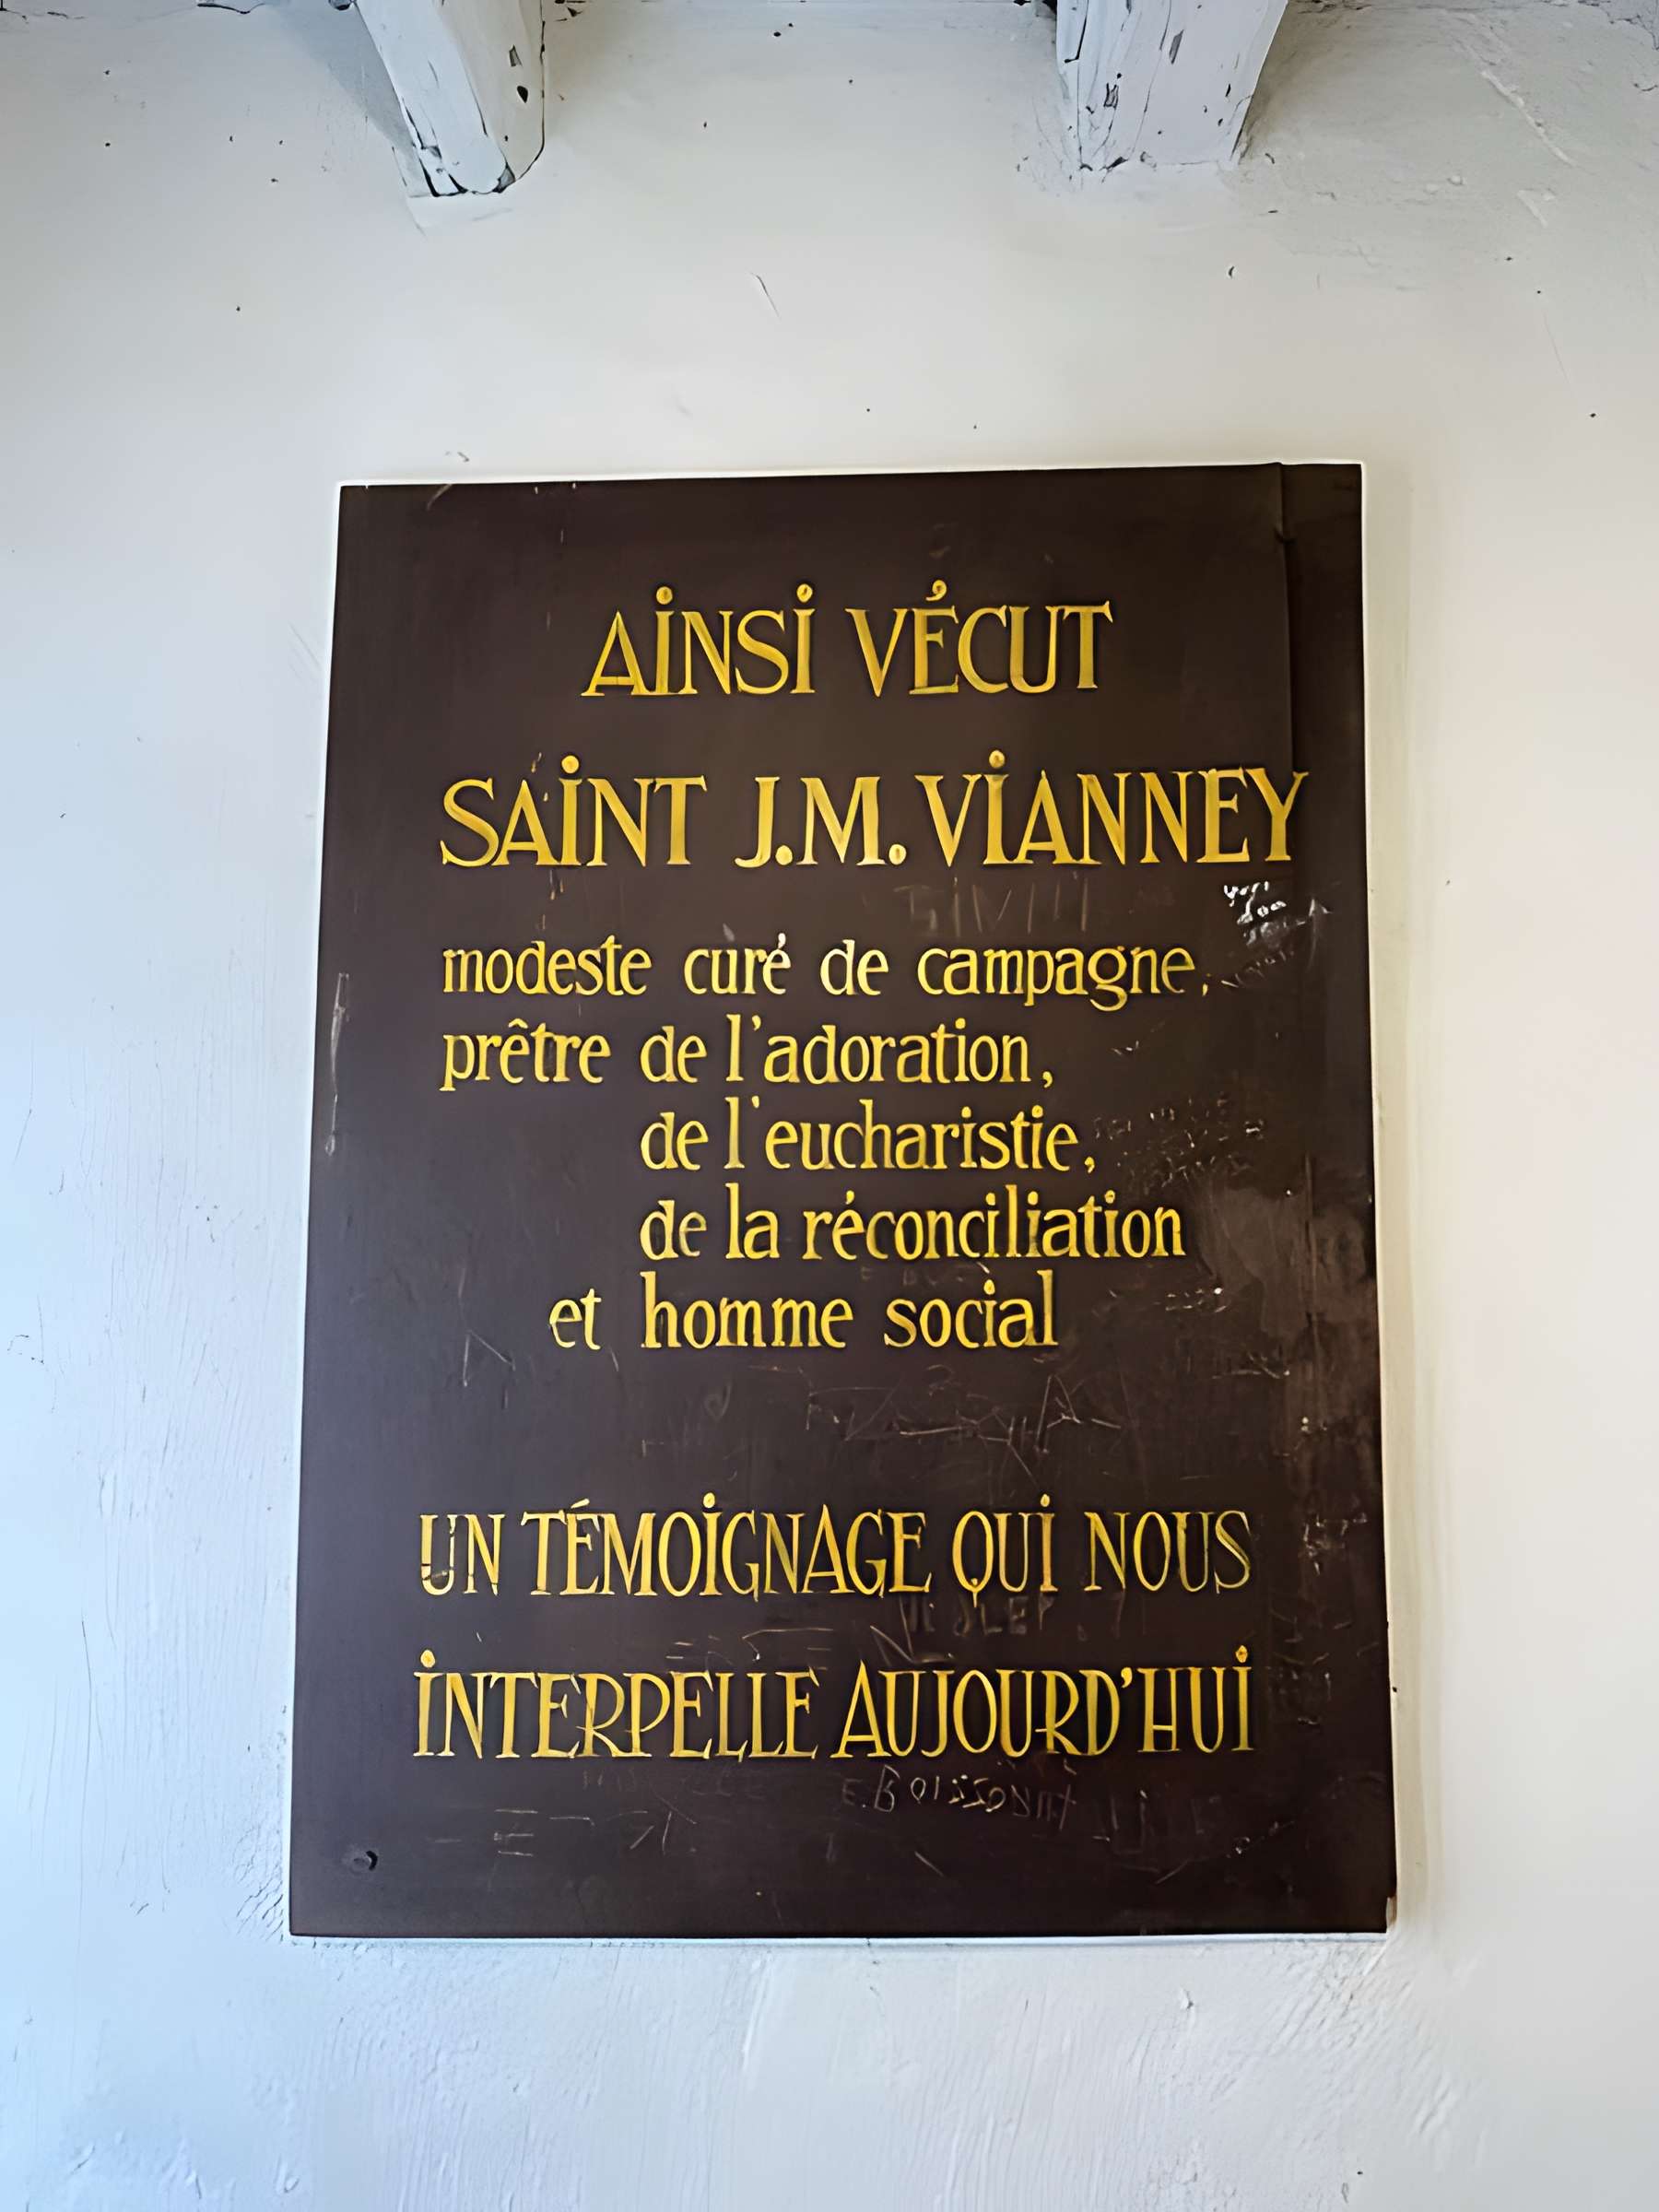 AINSI VÉCUT
SAINT J.M. VIANNEY
modeste curé de campagne,
prêtre de l'adoration,
de l'eucharistie,
de la réconciliation
et homme social
UN TÉMOIGNAGE QUI NOUS
INTERPELLE AUJOURD'HUI